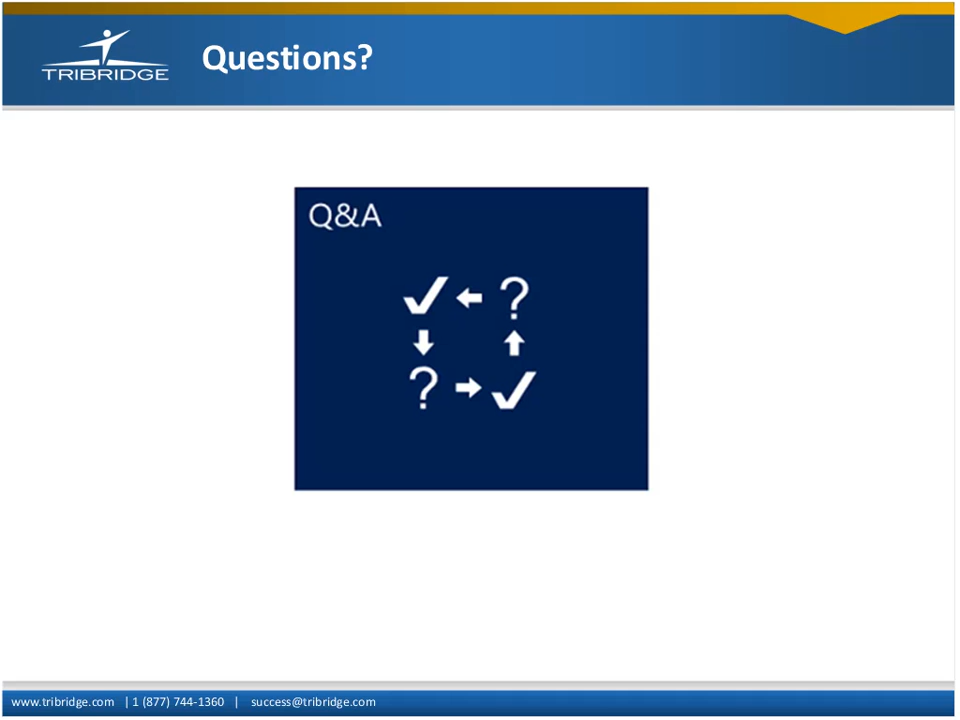 TRIBRIDGE
Questions?
Q&A
?
?
www.tribridge.com | 1 (877) 744-1360 | success@tribridge.com